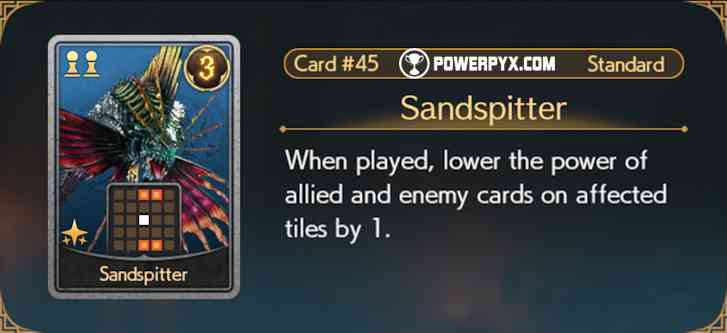 3
Sandspitter
Card #45 POWERPYX.COM Standard
Sandspitter
When played, lower the power of
allied and enemy cards on affected
tiles by 1.